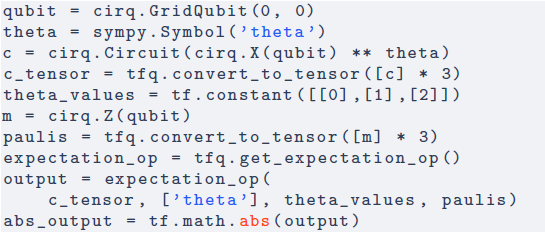 qubit = cirq.GridQubit(0, 0)
theta = sympy.Symbol('theta')
c = cirq.Circuit(cirq.X(qubit) ** theta)
c_tensor = tfq.convert_to_tensor([c] * 3)
theta_values = tf.constant([[0],[1],[2]])
m = cirq.Z(qubit)
paulis = tfq.convert_to_tensor([m] * 3)
expectation_op = tfq.get_expectation_op()
output = expectation_op(
    c_tensor, ['theta'], theta_values, paulis)
abs_output = tf.math.abs(output)